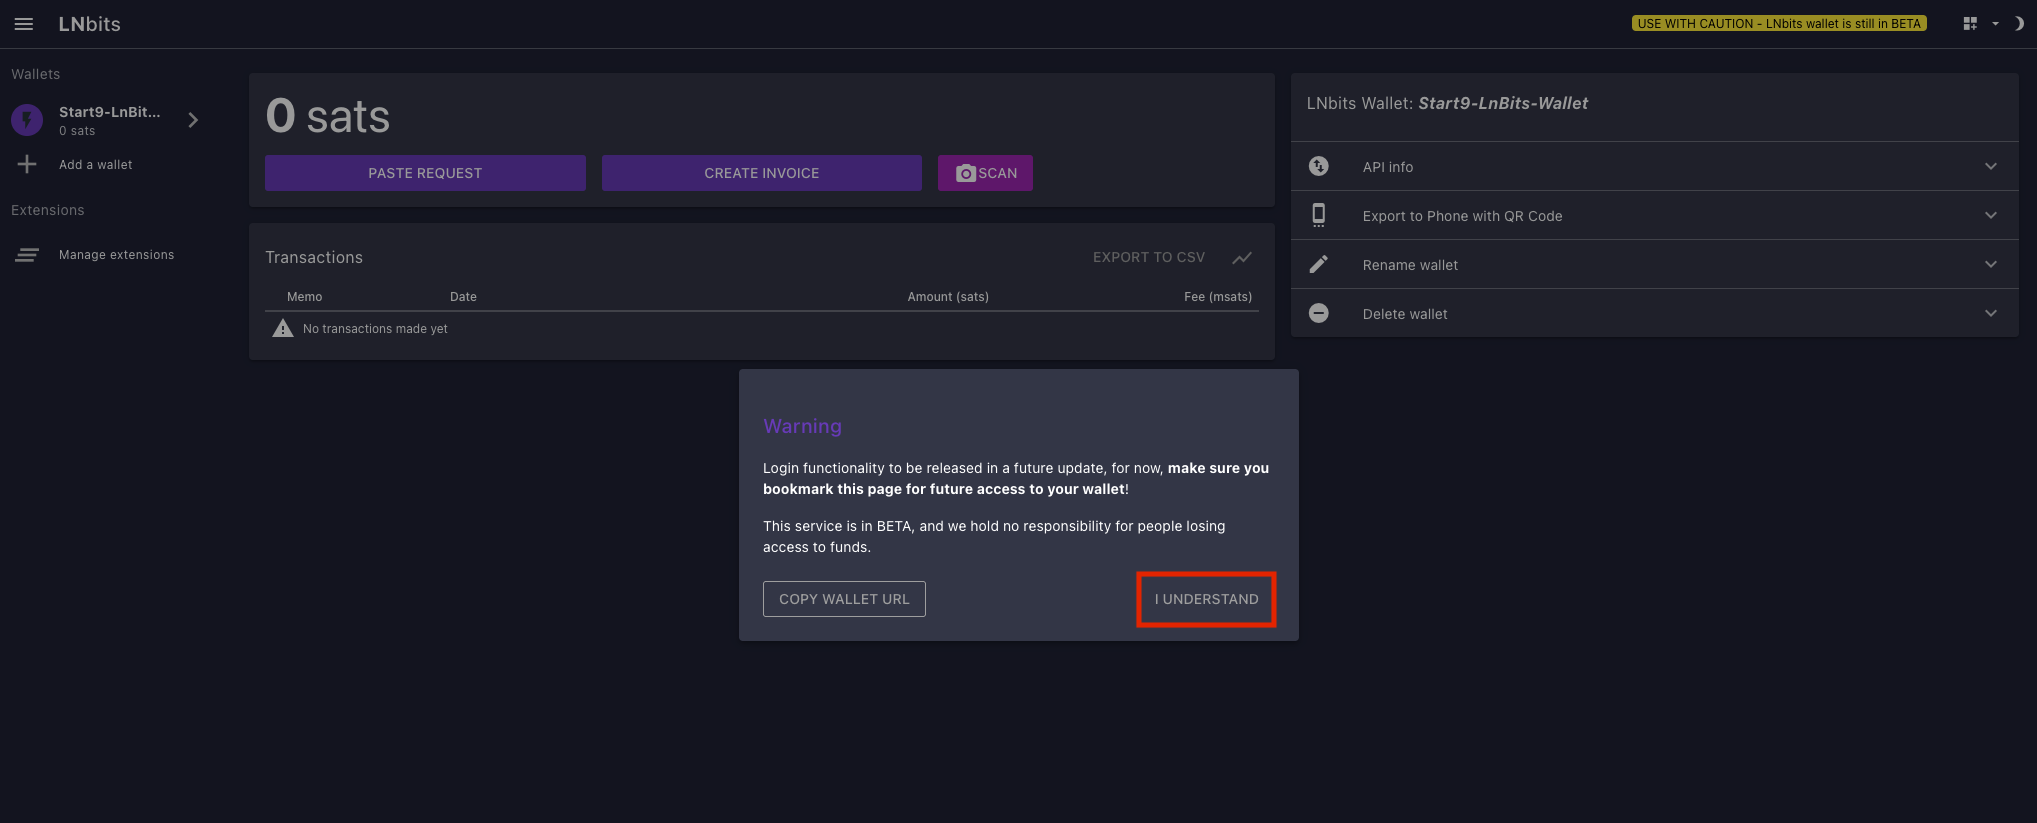 LNbits
USE WITH CAUTION - LNbits wallet is still in BETA
Wallets
Start9-LnBit...
0 sats
Add a wallet
Extensions
Manage extensions
0 sats
PASTE REQUEST
CREATE INVOICE
SCAN
Transactions
EXPORT TO CSV
Memo
Date
Amount (sats)
Fee (msats)
No transactions made yet
LNbits Wallet: Start9-LnBits-Wallet
API info
Export to Phone with QR Code
Rename wallet
Delete wallet
Warning
Login functionality to be released in a future update, for now, make sure you
bookmark this page for future access to your wallet!
This service is in BETA, and we hold no responsibility for people losing
access to funds.
COPY WALLET URL
I UNDERSTAND